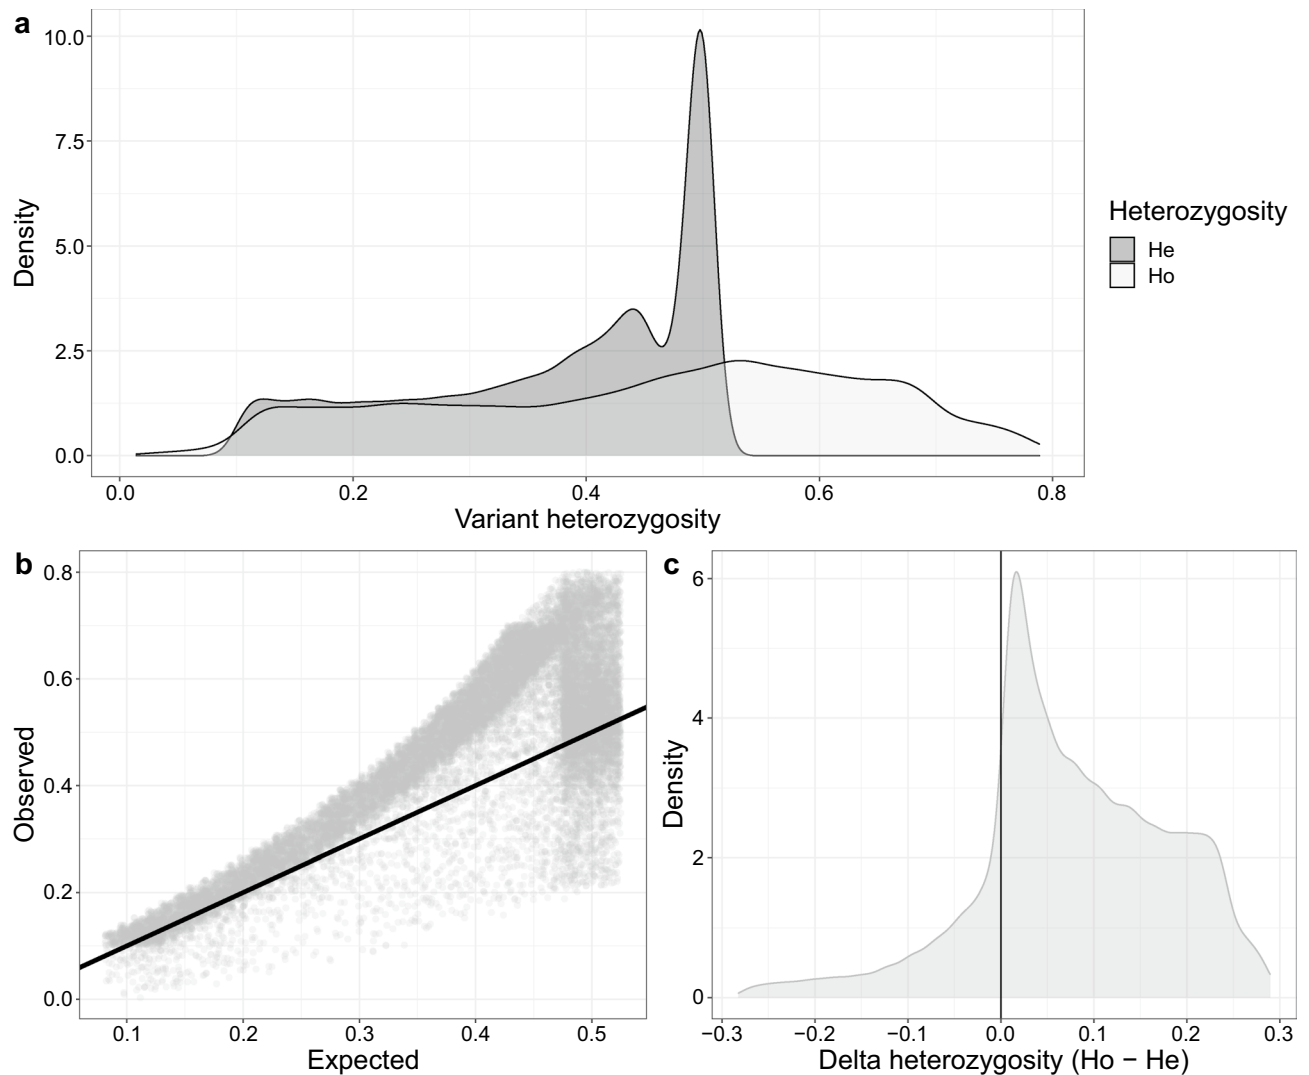 a
10.0
7.5
5.0
2.5
0.0
Density
0.0 0.2 0.4 0.6 0.8
Variant heterozygosity
Heterozygosity
He
Ho
b
0.8
0.6
0.4
0.2
0.0
Observed
0.1 0.2 0.3 0.4 0.5
Expected
c
6
4
2
0
Density
−0.3 −0.2 −0.1 0.0 0.1 0.2 0.3
Delta heterozygosity (Ho − He)